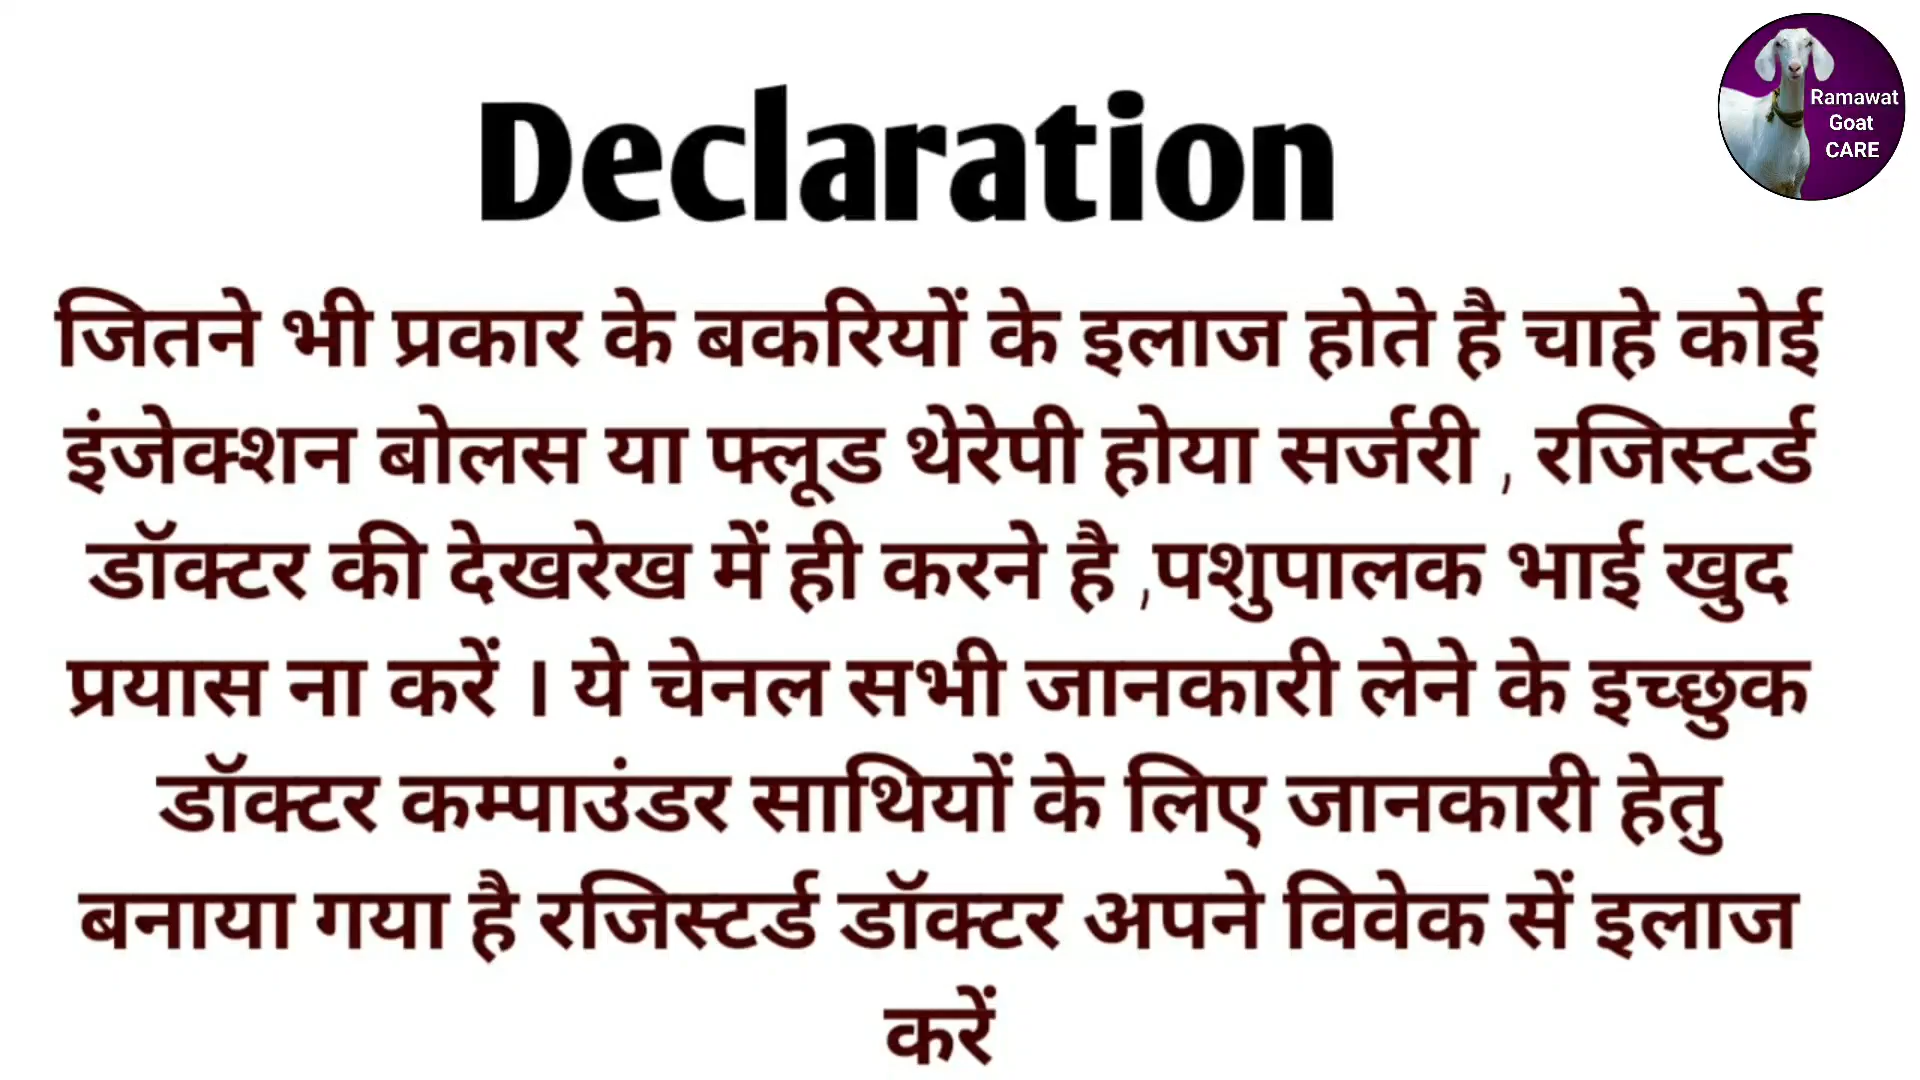 Ramawat
Goat
CARE
Declaration
जितने भी प्रकार के बकरियों के इलाज होते है चाहे कोई
इंजेक्शन बोलस या फ्लूड थेरेपी होया सर्जरी , रजिस्टर्ड
डॉक्टर की देखरेख में ही करने है ,पशुपालक भाई खुद
प्रयास ना करें । ये चेनल सभी जानकारी लेने के इच्छुक
डॉक्टर कम्पाउंडर साथियों के लिए जानकारी हेतु
बनाया गया है रजिस्टर्ड डॉक्टर अपने विवेक सें इलाज
करें